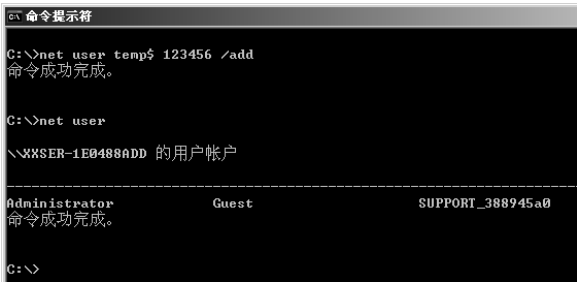 命令提示符
C:\>net user temp$ 123456 /add
命令成功完成。
C:\>net user
\\XXSER-1E0488ADD 的用户帐户
-------------------------------------------------------------------------------
Administrator Guest SUPPORT_388945a0
命令成功完成。
C:\>